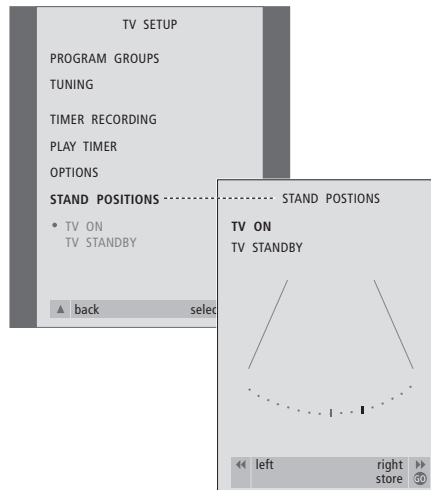 TV SETUP
PROGRAM GROUPS
TUNING
TIMER RECORDING
PLAY TIMER
OPTIONS
STAND POSITIONS
• TV ON
TV STANDBY
▲ back selec
STAND POSTIONS
TV ON
TV STANDBY
left right
store GO